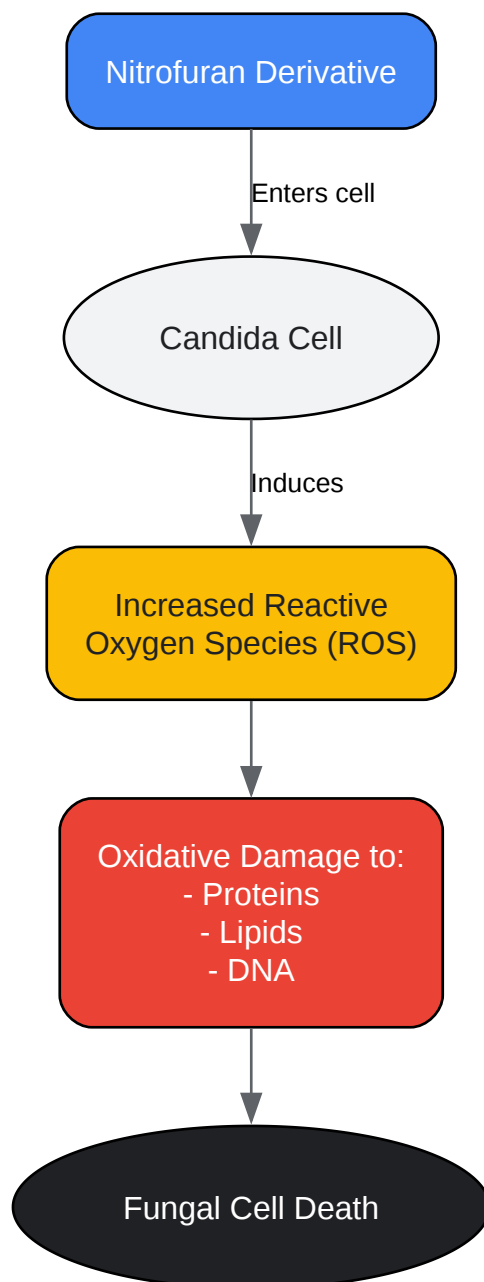 Nitrofuran Derivative
Enters cell
Candida Cell
Induces
Increased Reactive
Oxygen Species (ROS)
Oxidative Damage to:
- Proteins
- Lipids
- DNA
Fungal Cell Death